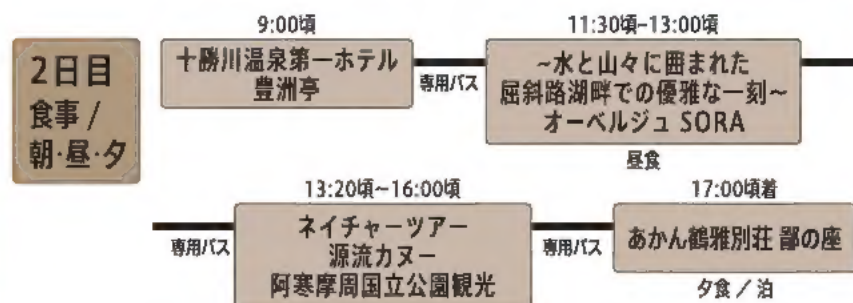 2日目
食事 /
朝・昼・夕
9:00頃
十勝川温泉第一ホテル
豊洲亭
専用バス
11:30頃-13:00頃
~水と山々に囲まれた
屈斜路湖畔での優雅な一刻~
オーベルジュ SORA
昼食
専用バス
13:20頃~16:00頃
ネイチャーツアー
源流カヌー
阿寒摩周国立公園観光
専用バス
17:00頃着
あかん鶴雅別荘 鄙の座
夕食 / 泊